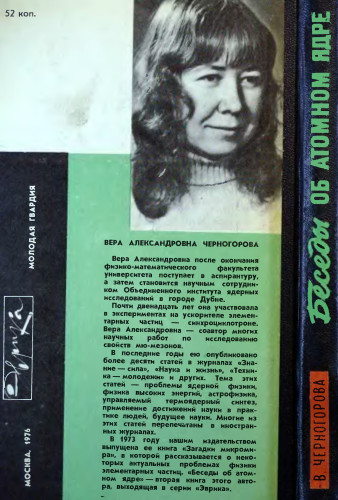 52 коп.
ВЕРА АЛЕКСАНДРОВНА ЧЕРНОГОРОВА
Вера Александровна после окончания
физико-математического факультета
университета поступает в аспирантуру,
а затем становится научным сотрудни-
ком Объединенного института ядерных
исследований в городе Дубне.
Почти двенадцать лет она участвовала
в экспериментах на ускорителе элемен-
тарных частиц — синхроциклотроне.
Вера Александровна — соавтор многих
научных работ по исследованию
свойств мю-мезонов.
В последние годы ею опубликовано
более десяти статей в журналах «Зна-
ние — сила», «Наука и жизнь», «Техни-
ка — молодежи» и других. Тема этих
статей — проблемы ядерной физики,
физика высоких энергий, астрофизика,
управляемый термоядерный синтез,
применение достижений науки в прак-
тике людей, будущее науки. Многие из
этих статей перепечатаны в иностран-
ных журналах.
В 1973 году нашим издательством
выпущена ее книга «Загадки микроми-
ра», в которой рассказывается о неко-
торых актуальных проблемах физики
элементарных частиц. «Беседы об атом-
ном ядре» — вторая книга этого авто-
ра, выходящая в серии «Эврика».
МОЛОДАЯ ГВАРДИЯ
Эврика
МОСКВА, 1976
В. ЧЕРНОГОРОВА
Беседы ОБ АТОМНОМ ЯДРЕ